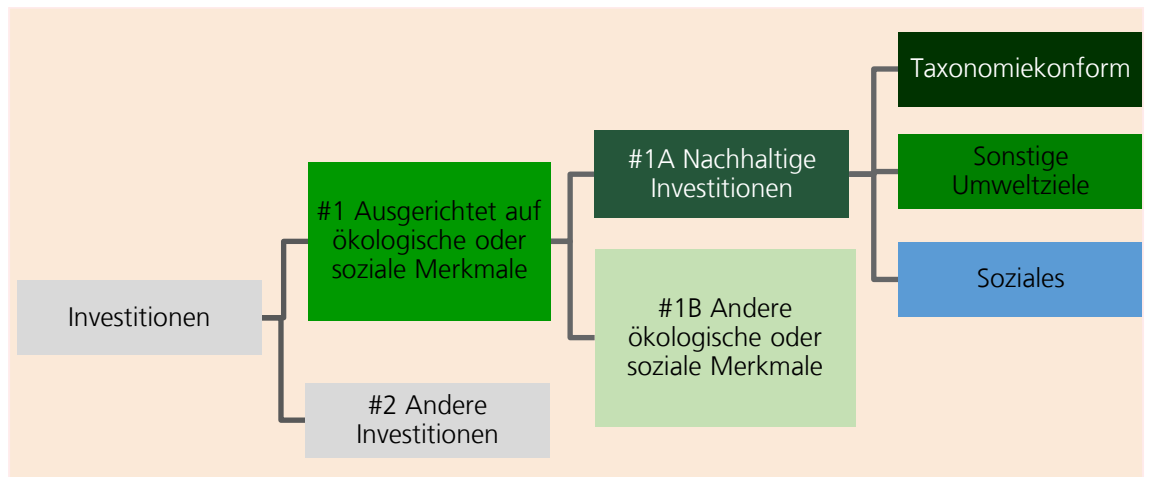 Taxonomiekonform
#1A Nachhaltige
Investitionen
Sonstige
Umweltziele
#1 Ausgerichtet auf
ökologische oder
soziale Merkmale
Soziales
Investitionen
#1B Andere
ökologische oder
soziale Merkmale
#2 Andere
Investitionen